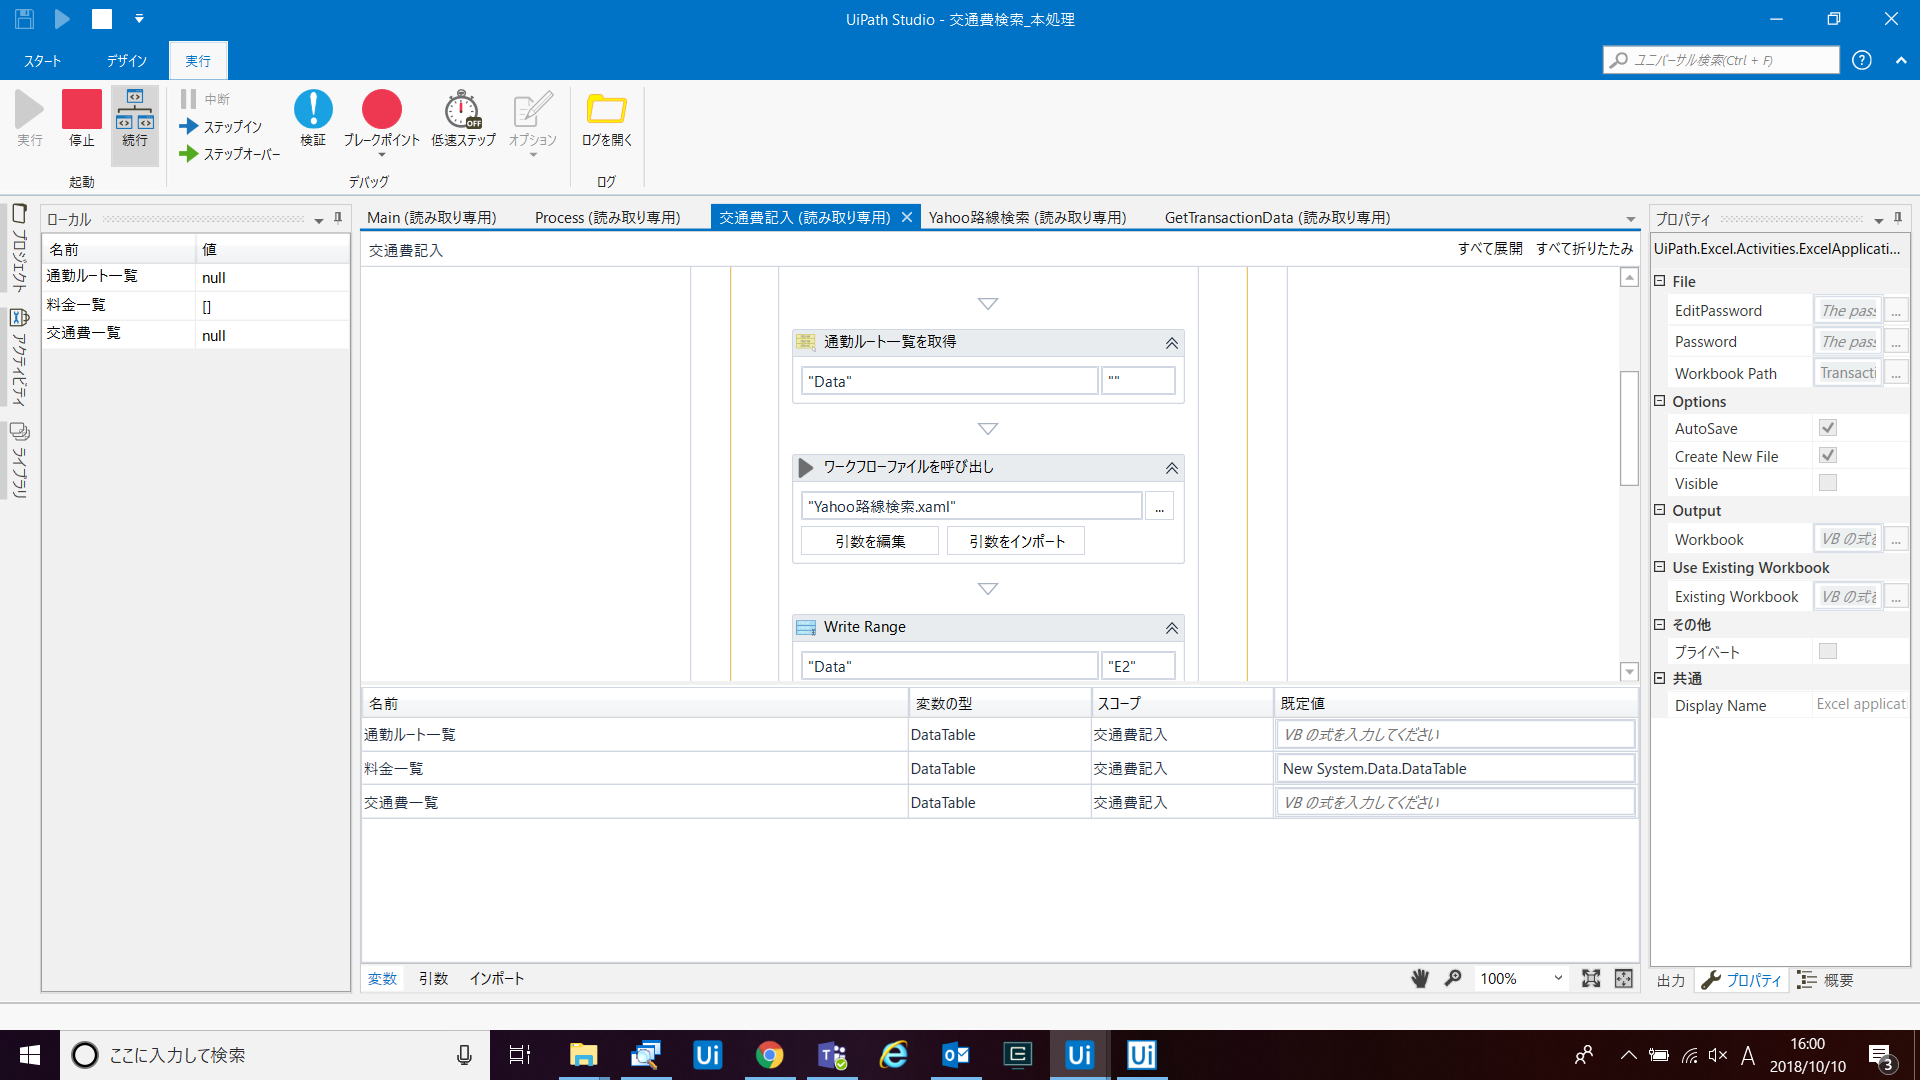 UiPath Studio - 交通費検索_本処理
スタート デザイン 実行
ユニバーサル検索(Ctrl + F)
実行
停止
続行
中断
ステップイン
ステップオーバー
検証
ブレークポイント
低速ステップ
OFF
オプション
ログを開く
起動
デバッグ
ログ
プロジェクト
アクティビティ
ライブラリ
ローカル
名前 値
通勤ルート一覧 null
料金一覧 []
交通費一覧 null
Main (読み取り専用) Process (読み取り専用) 交通費記入 (読み取り専用) Yahoo路線検索 (読み取り専用) GetTransactionData (読み取り専用)
交通費記入
すべて展開 すべて折りたたみ
通勤ルート一覧を取得
"Data" ""
ワークフローファイルを呼び出し
"Yahoo路線検索.xaml" ...
引数を編集 引数をインポート
Write Range
"Data" "E2"
名前 変数の型 スコープ 既定値
通勤ルート一覧 DataTable 交通費記入 VB の式を入力してください
料金一覧 DataTable 交通費記入 New System.Data.DataTable
交通費一覧 DataTable 交通費記入 VB の式を入力してください
変数 引数 インポート
100%
プロパティ
UiPath.Excel.Activities.ExcelApplicati...
File
EditPassword The pass ...
Password The pass ...
Workbook Path Transacti ...
Options
AutoSave
Create New File
Visible
Output
Workbook VB の式を ...
Use Existing Workbook
Existing Workbook VB の式を ...
その他
プライベート
共通
Display Name Excel applicati
出力 プロパティ 概要
ここに入力して検索
Ui
Ui
Ui
A
16:00
2018/10/10
3